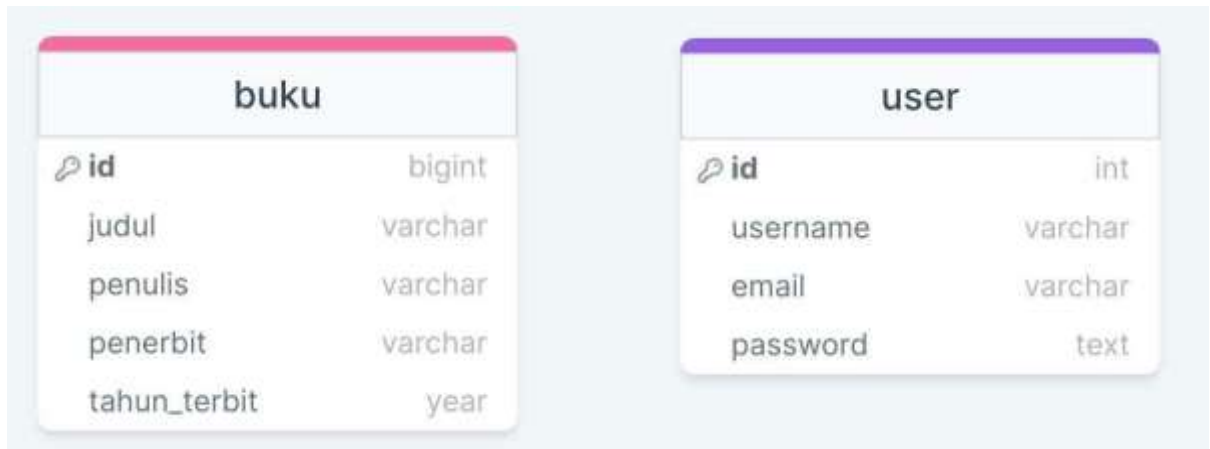 buku
id bigint
judul varchar
penulis varchar
penerbit varchar
tahun_terbit year
user
id int
username varchar
email varchar
password text